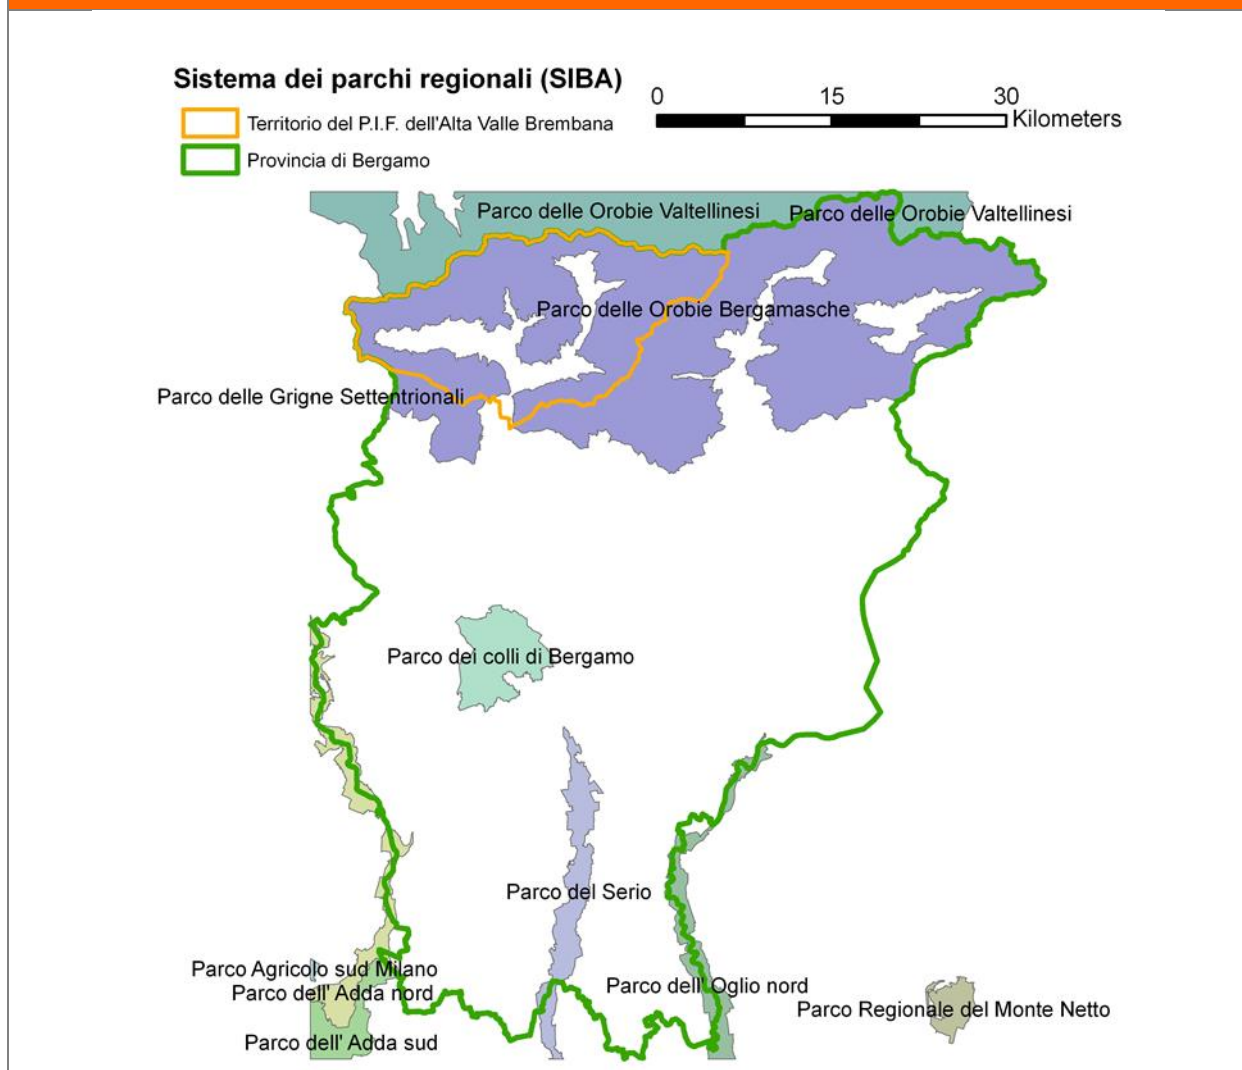 Sistema dei parchi regionali (SIBA)
Territorio del P.I.F. dell'Alta Valle Brembana
Provincia di Bergamo
0 15 30
Kilometers
Parco delle Orobie Valtellinesi
Parco delle Orobie Valtellinesi
Parco delle Orobie Bergamasche
Parco delle Grigne Settentrionali
Parco dei colli di Bergamo
Parco del Serio
Parco Agricolo sud Milano
Parco dell' Adda nord
Parco dell' Oglio nord
Parco Regionale del Monte Netto
Parco dell' Adda sud